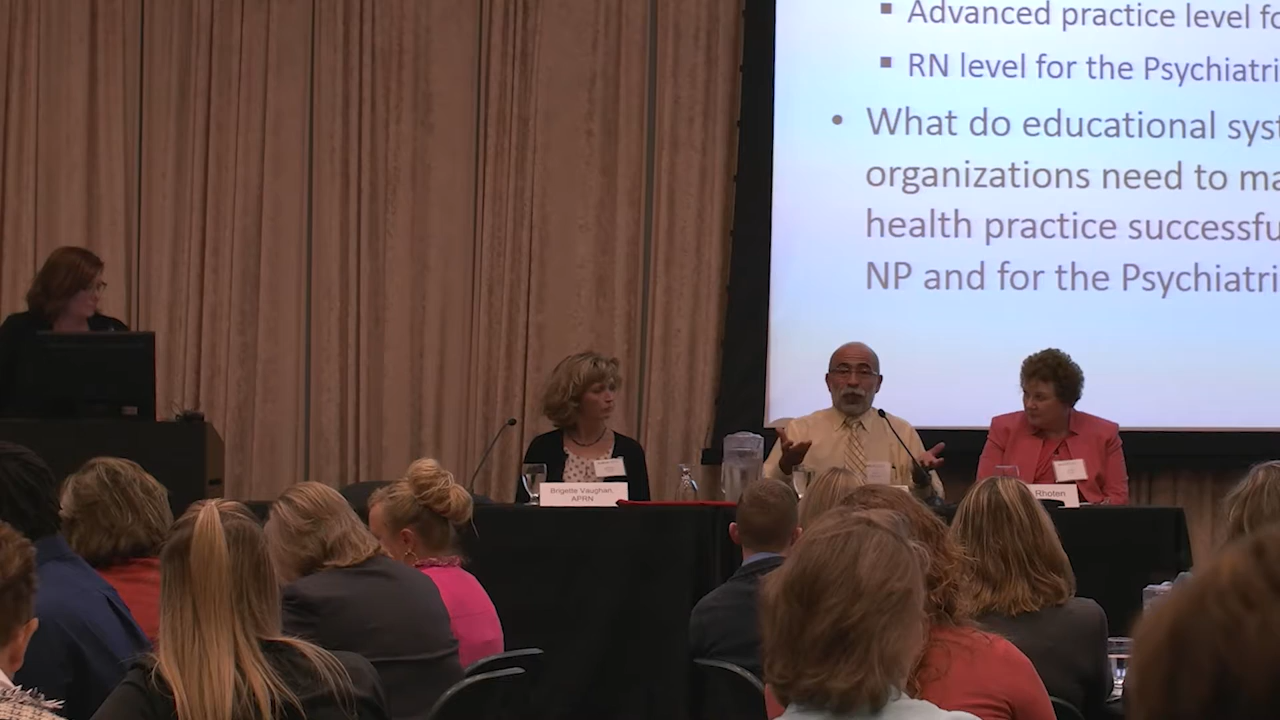 ▪ Advanced practice level fo
▪ RN level for the Psychiatri
• What do educational syst
organizations need to ma
health practice successfu
NP and for the Psychiatri
Brigette Vaughan,
APRN
Rhoten